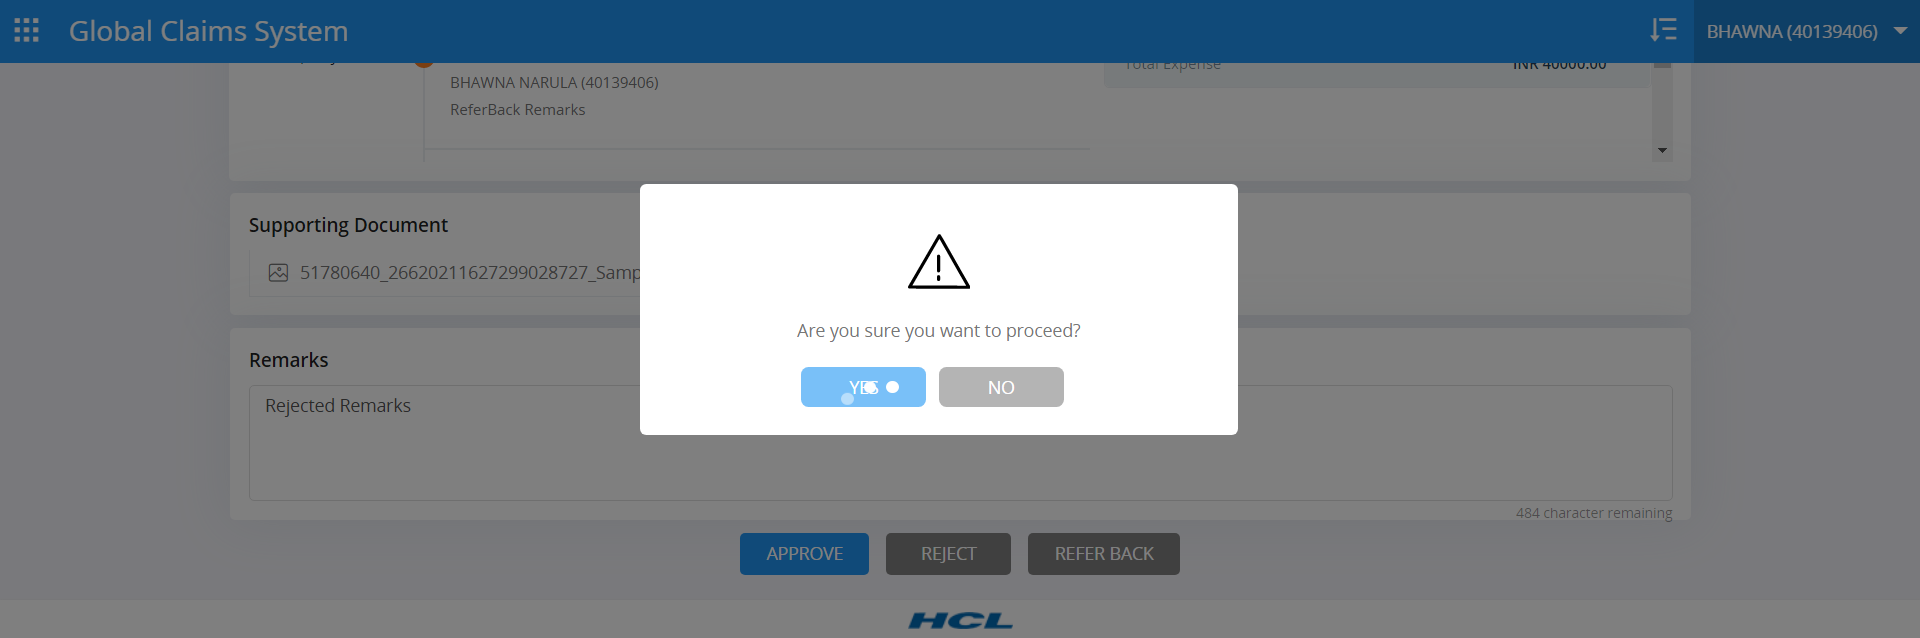 Global Claims System
BHAWNA (40139406)
Total Expense INR 40000.00
BHAWNA NARULA (40139406)
ReferBack Remarks
Supporting Document
51780640_26620211627299028727_Samp
Are you sure you want to proceed?
YES NO
Remarks
Rejected Remarks
484 character remaining
APPROVE REJECT REFER BACK
HCL